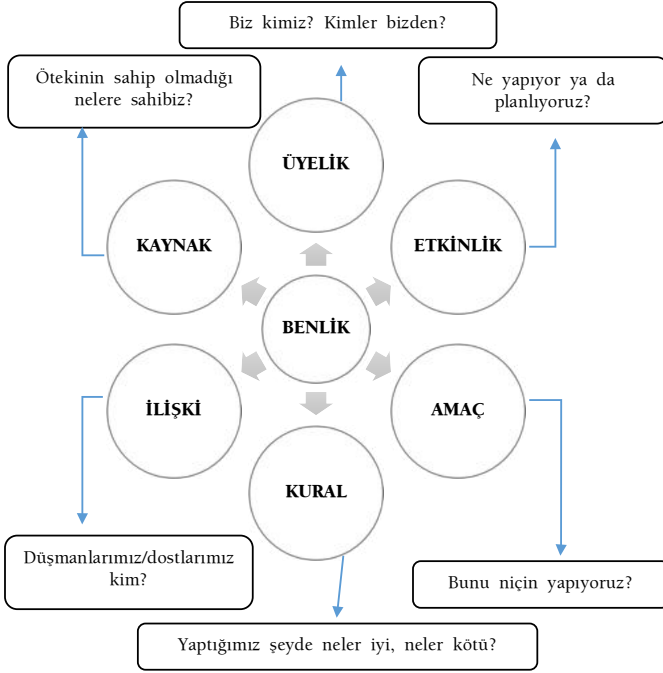 Biz kimiz? Kimler bizden?
Ötekinin sahip olmadığı
nelere sahibiz?
Ne yapıyor ya da
planlıyoruz?
ÜYELİK
KAYNAK
ETKİNLİK
BENLİK
İLİŞKİ
AMAÇ
KURAL
Düşmanlarımız/dostlarımız
kim?
Bunu niçin yapıyoruz?
Yaptığımız şeyde neler iyi, neler kötü?